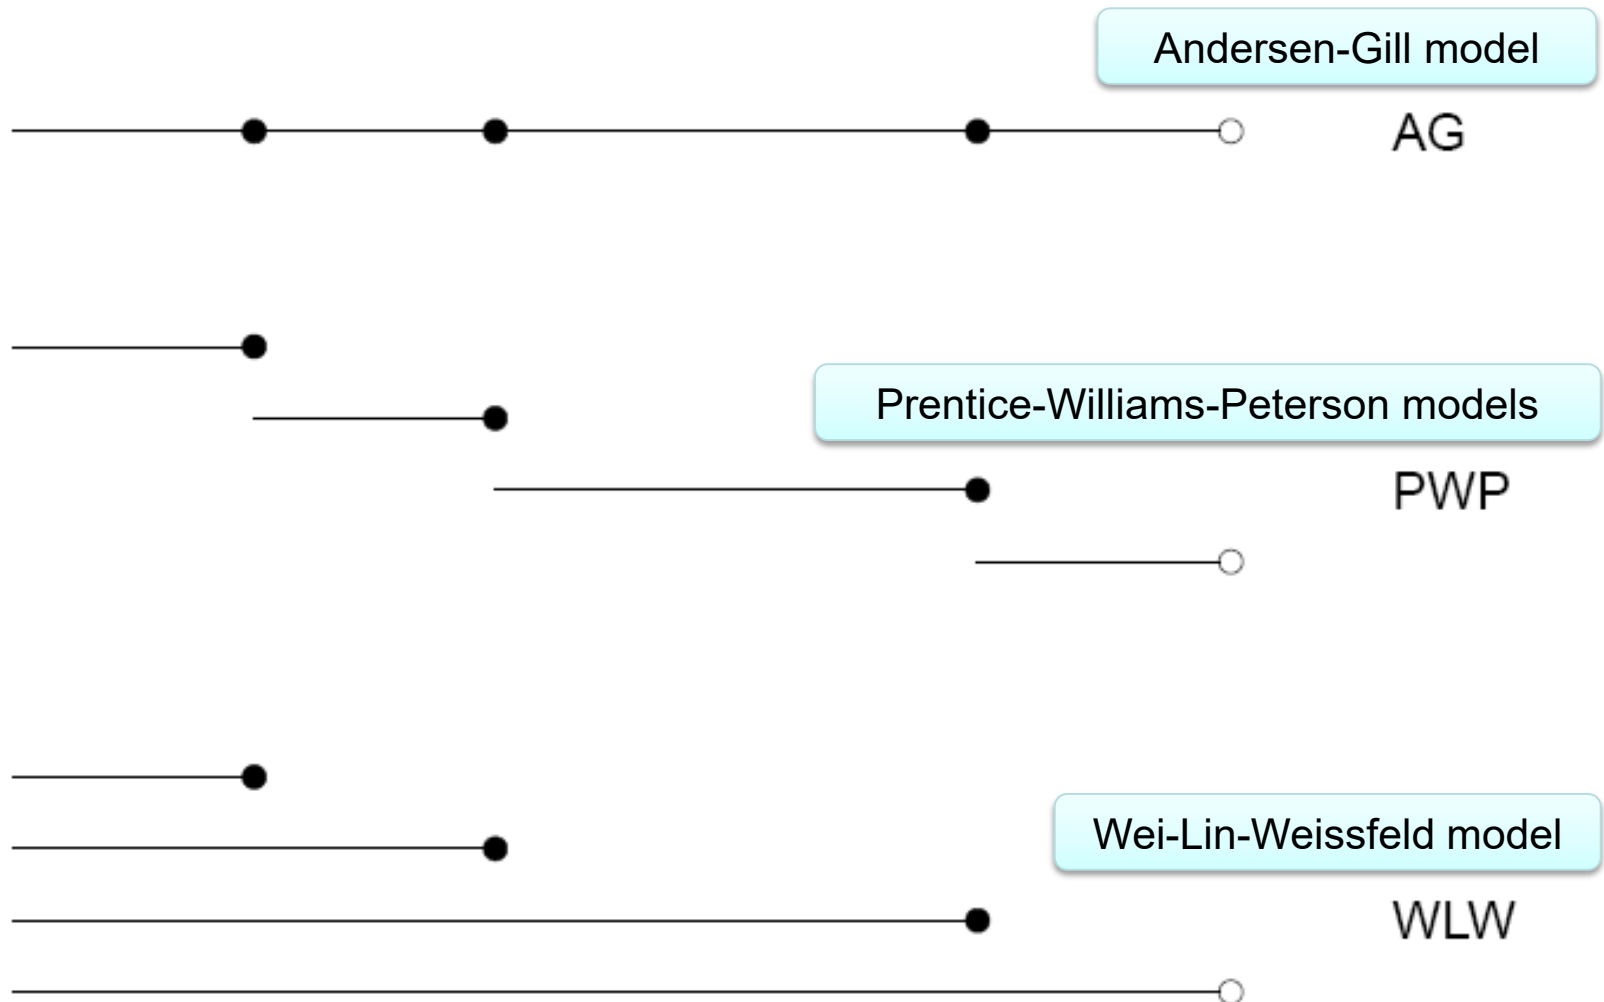 Andersen-Gill model
AG
Prentice-Williams-Peterson models
PWP
Wei-Lin-Weissfeld model
WLW